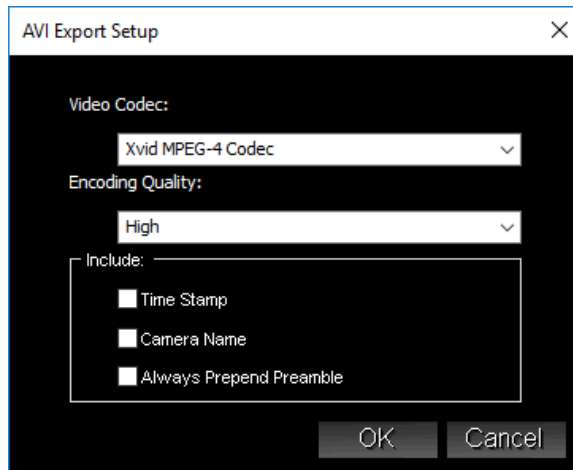 AVI Export Setup
Video Codec:
Xvid MPEG-4 Codec
Encoding Quality:
High
Include:
Time Stamp
Camera Name
Always Prepend Preamble
OK Cancel